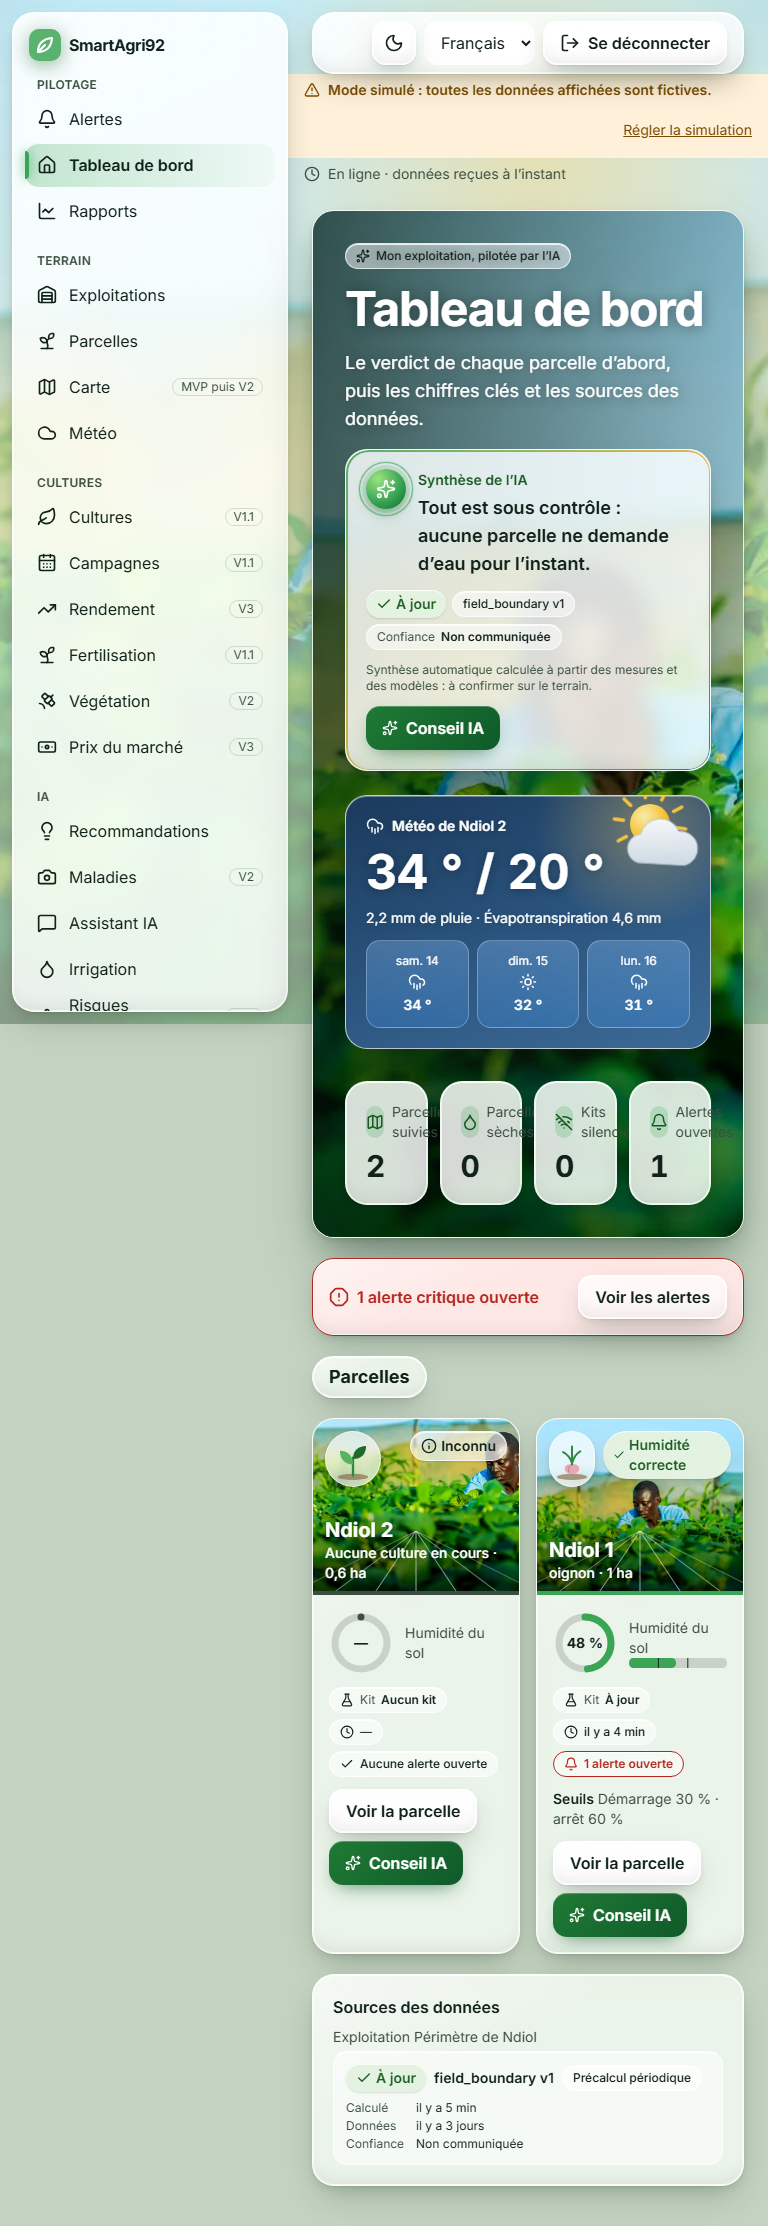 SmartAgri92
PILOTAGE
Alertes
Tableau de bord
Rapports
TERRAIN
Exploitations
Parcelles
Carte
MVP puis V2
Météo
CULTURES
Cultures
V1.1
Campagnes
V1.1
Rendement
V3
Fertilisation
V1.1
Végétation
V2
Prix du marché
V3
IA
Recommandations
Maladies
V2
Assistant IA
Irrigation
Risques
Français
Se déconnecter
Mode simulé : toutes les données affichées sont fictives.
Régler la simulation
En ligne · données reçues à l’instant
Mon exploitation, pilotée par l’IA
Tableau de bord
Le verdict de chaque parcelle d’abord,
puis les chiffres clés et les sources des
données.
Synthèse de l’IA
Tout est sous contrôle :
aucune parcelle ne demande
d’eau pour l’instant.
À jour
field_boundary v1
Confiance Non communiquée
Synthèse automatique calculée à partir des mesures et
des modèles : à confirmer sur le terrain.
Conseil IA
Météo de Ndiol 2
34 ° / 20 °
2,2 mm de pluie · Évapotranspiration 4,6 mm
sam. 14
34 °
dim. 15
32 °
lun. 16
31 °
suivies
2
sèches
0
Kits
0
Alertes
ouvertes
1
1 alerte critique ouverte
Voir les alertes
Parcelles
Inconnu
Ndiol 2
Aucune culture en cours ·
0,6 ha
—
Humidité du
sol
Kit Aucun kit
—
Aucune alerte ouverte
Voir la parcelle
Conseil IA
Humidité
correcte
Ndiol 1
oignon · 1 ha
48 %
Humidité du
sol
Kit À jour
il y a 4 min
1 alerte ouverte
Seuils Démarrage 30 % ·
arrêt 60 %
Voir la parcelle
Conseil IA
Sources des données
Exploitation Périmètre de Ndiol
À jour
field_boundary v1
Précalcul périodique
Calculé il y a 5 min
Données il y a 3 jours
Confiance Non communiquée